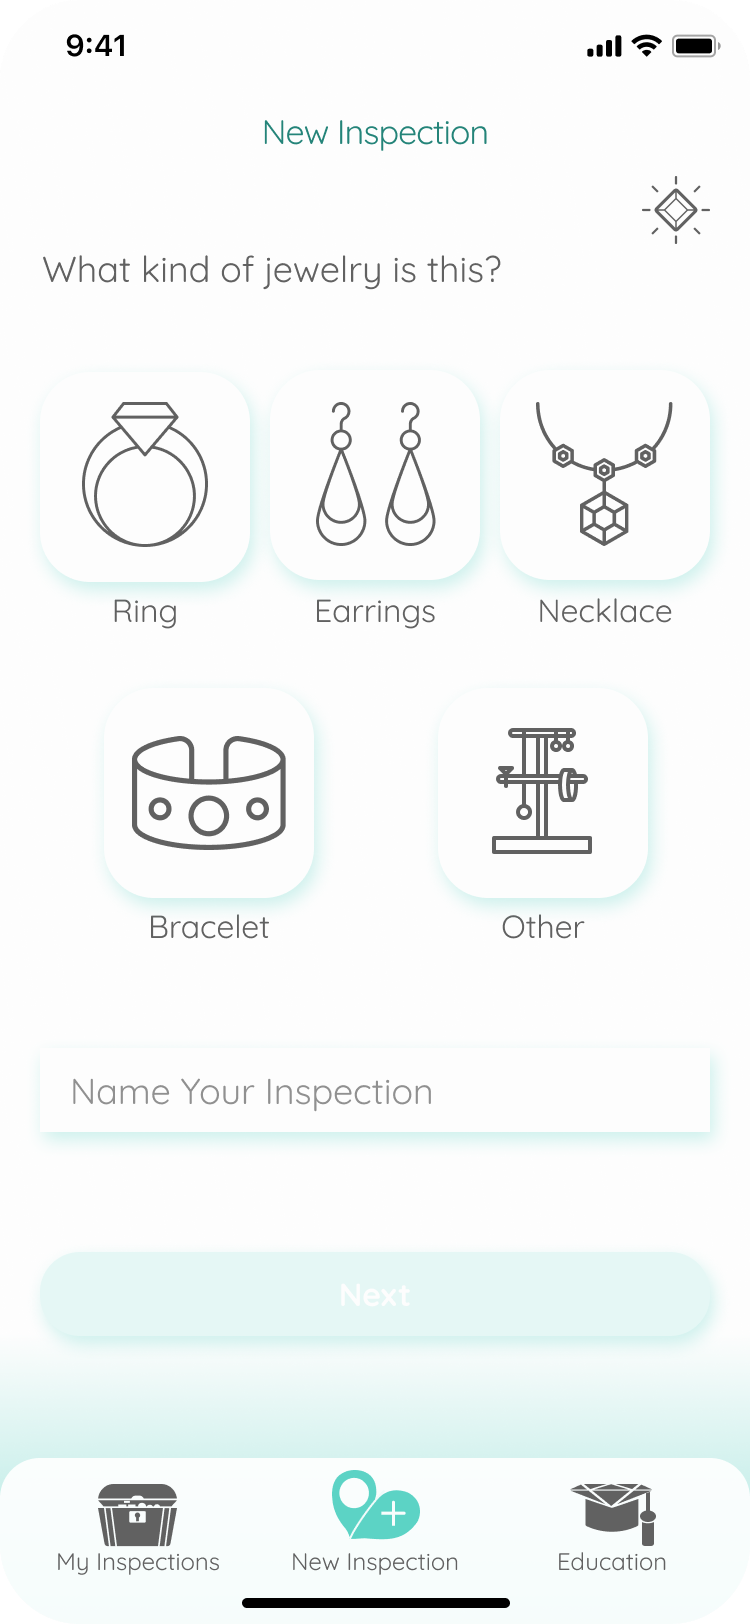 9:41
New Inspection
What kind of jewelry is this?
Ring
Earrings
Necklace
Bracelet
Other
Name Your Inspection
Next
My Inspections
New Inspection
Education